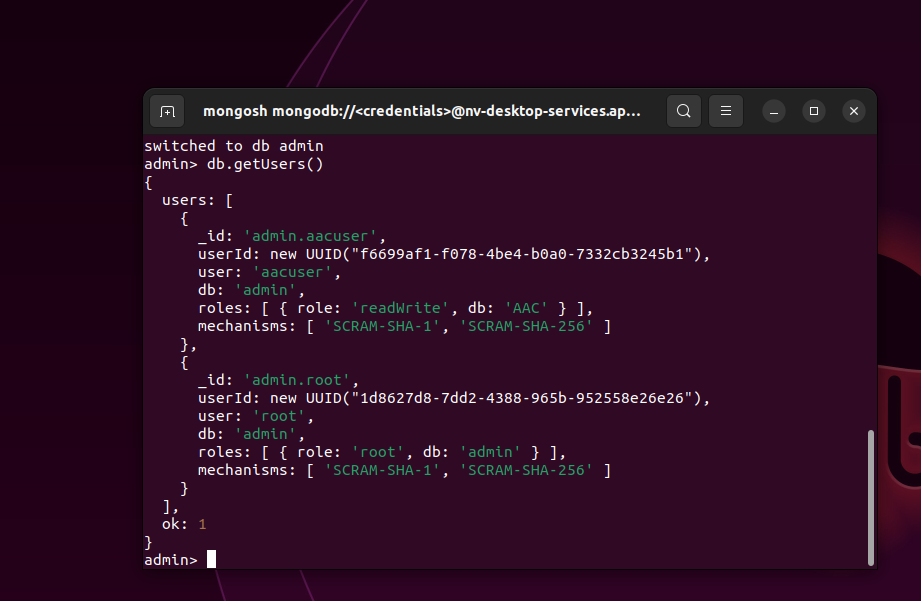 mongosh mongodb://<credentials>@nv-desktop-services.ap...
switched to db admin
admin> db.getUsers()
{
  users: [
    {
      _id: 'admin.aacuser',
      userId: new UUID("f6699af1-f078-4be4-b0a0-7332cb3245b1"),
      user: 'aacuser',
      db: 'admin',
      roles: [ { role: 'readWrite', db: 'AAC' } ],
      mechanisms: [ 'SCRAM-SHA-1', 'SCRAM-SHA-256' ]
    },
    {
      _id: 'admin.root',
      userId: new UUID("1d8627d8-7dd2-4388-965b-952558e26e26"),
      user: 'root',
      db: 'admin',
      roles: [ { role: 'root', db: 'admin' } ],
      mechanisms: [ 'SCRAM-SHA-1', 'SCRAM-SHA-256' ]
    }
  ],
  ok: 1
}
admin>